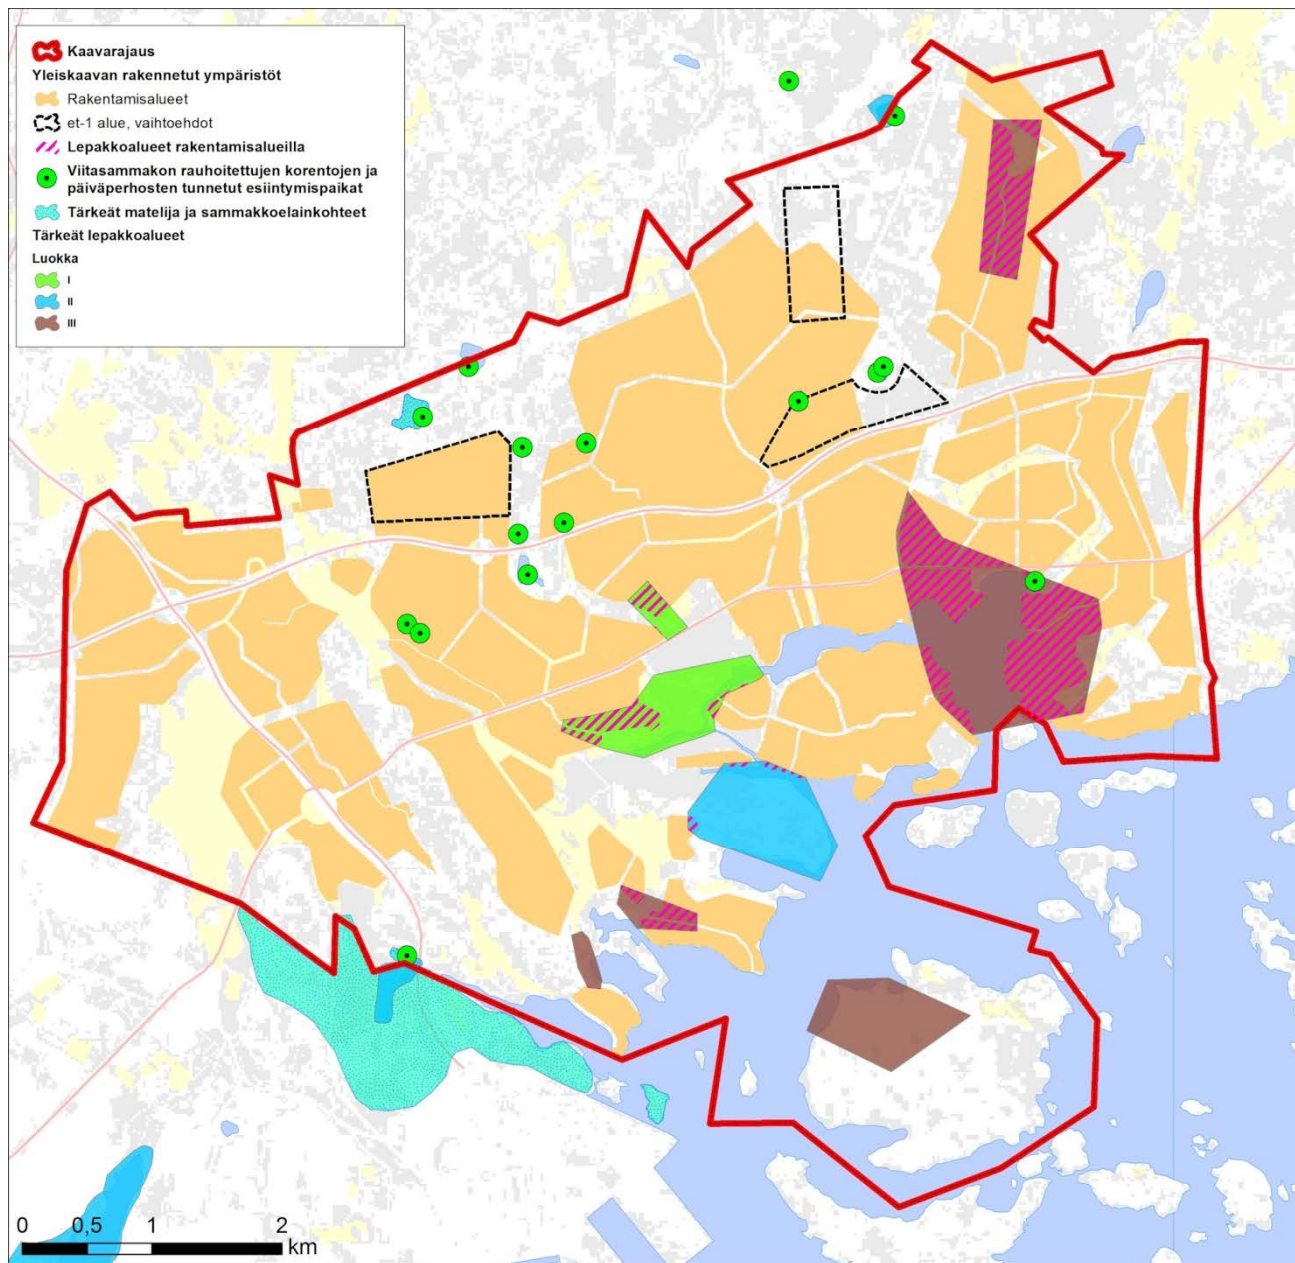 Kaavarajaus
Yleiskaavan rakennetut ympäristöt
Rakentamisalueet
et-1 alue, vaihtoehdot
Lepakkoalueet rakentamisalueilla
Viitasammakon rauhoitettujen korentojen ja
päiväperhosten tunnetut esiintymispaikat
Tärkeät matelija ja sammakkoelainkohteet
Tärkeät lepakkoalueet
Luokka
I
II
III
0 0,5 1 2
km